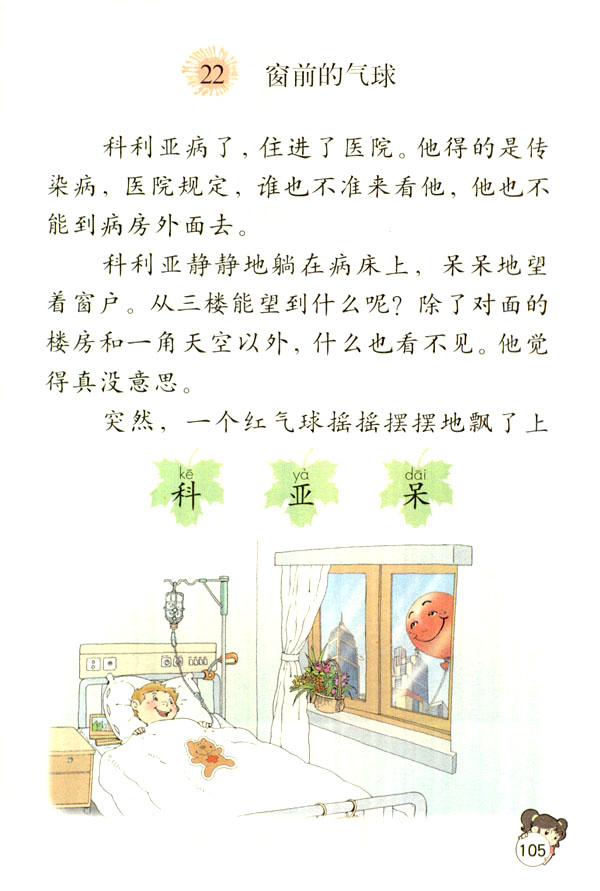 22 窗前的气球
科利亚病了，住进了医院。他得的是传
染病，医院规定，谁也不准来看他，他也不
能到病房外面去。
科利亚静静地躺在病床上，呆呆地望
着窗户。从三楼能望到什么呢？除了对面的
楼房和一角天空以外，什么也看不见。他觉
得真没意思。
突然，一个红气球摇摇摆摆地飘了上
kē yà dāi
科 亚 呆
105